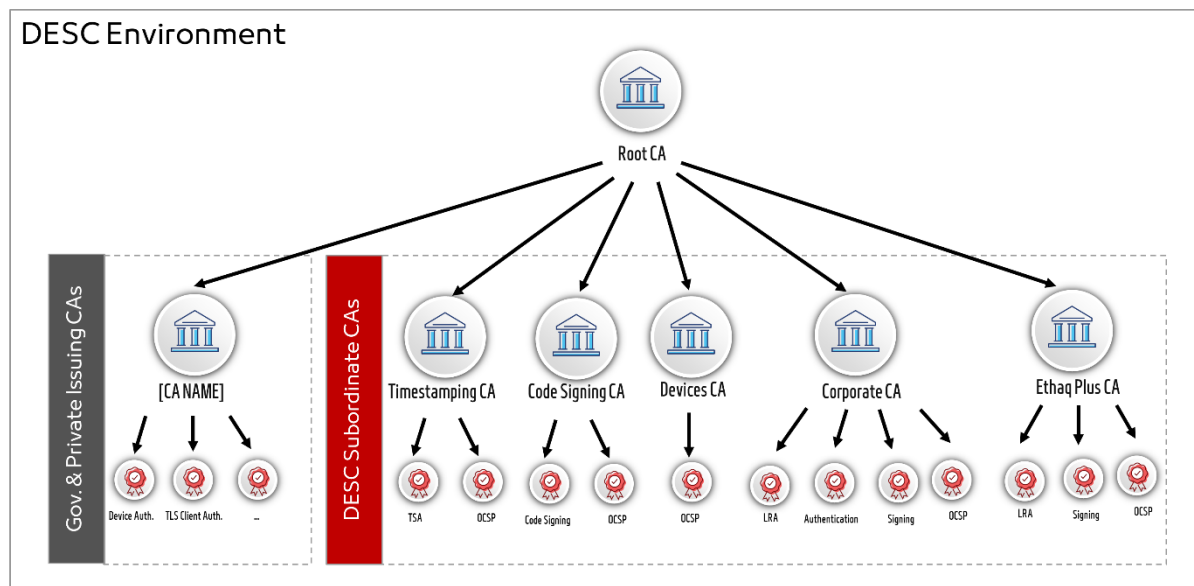 DESC Environment
Root CA
Gov. & Private Issuing CAs
[CA NAME]
Device Auth.
TLS Client Auth.
...
DESC Subordinate CAs
Timestamping CA
Code Signing CA
Devices CA
Corporate CA
Ethaq Plus CA
TSA
OCSP
Code Signing
OCSP
OCSP
LRA
Authentication
Signing
OCSP
LRA
Signing
OCSP